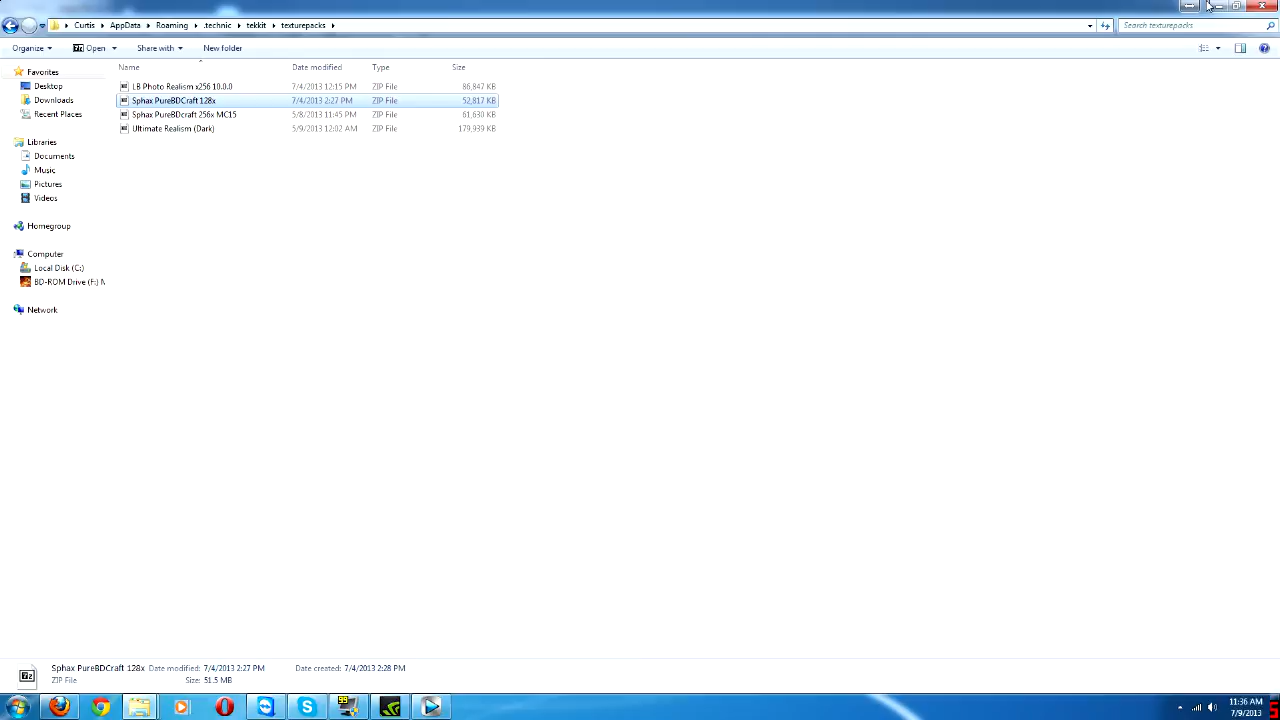 Curtis AppData Roaming .technic tekkit texturepacks Search texturepacks
Organize 7z Open Share with New folder
Name Date modified Type Size
Favorites
Desktop
Downloads
Recent Places
Libraries
Documents
Music
Pictures
Videos
Homegroup
Computer
Local Disk (C:)
BD-ROM Drive (F:) M
Network
LB Photo Realism x256 10.0.0 7/4/2013 12:15 PM ZIP File 86,847 KB
Sphax PureBDCraft 128x 7/4/2013 2:27 PM ZIP File 52,817 KB
Sphax PureBDcraft 256x MC15 5/8/2013 11:45 PM ZIP File 61,630 KB
Ultimate Realism (Dark) 5/9/2013 12:02 AM ZIP File 179,939 KB
7z
Sphax PureBDCraft 128x Date modified: 7/4/2013 2:27 PM Date created: 7/4/2013 2:28 PM
ZIP File Size: 51.5 MB
99
11:36 AM
7/9/2013